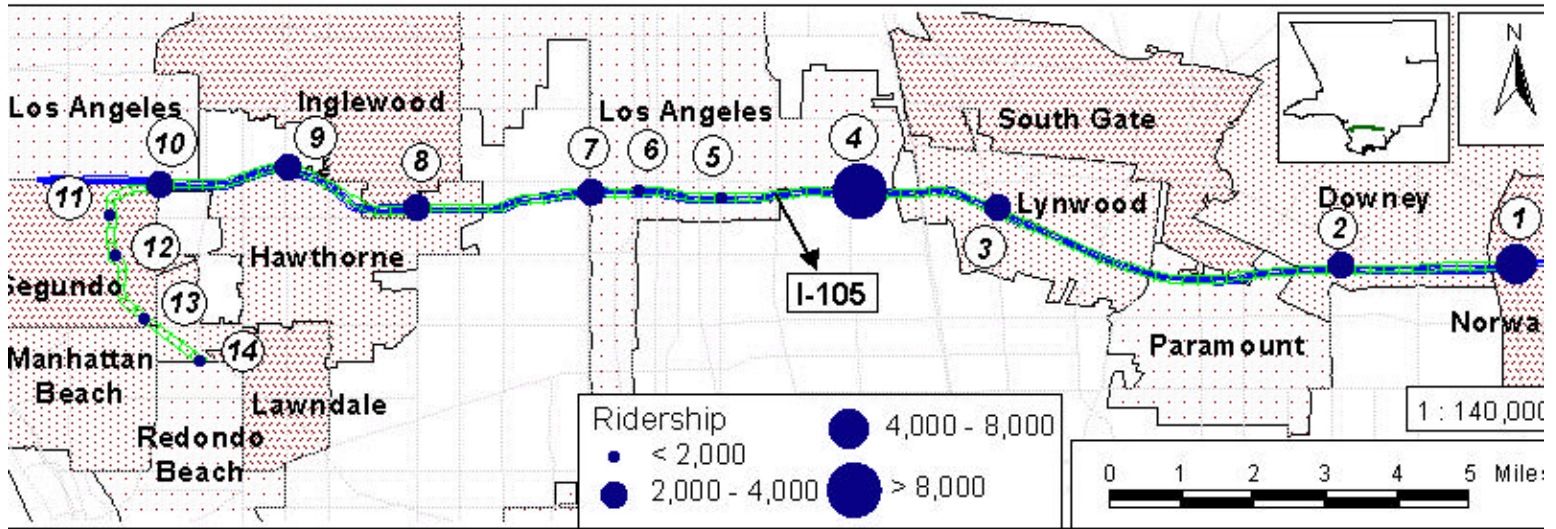 N
Los Angeles
Inglewood
Los Angeles
South Gate
10
9
8
7
6
5
4
11
Lynwood
Downey
1
2
3
12
Hawthorne
Segundo
13
I-105
Norwa
14
Paramount
Manhattan
Beach
Lawndale
Redondo
Beach
Ridership
< 2,000
2,000 - 4,000
4,000 - 8,000
> 8,000
1 : 140,000
0 1 2 3 4 5 Miles